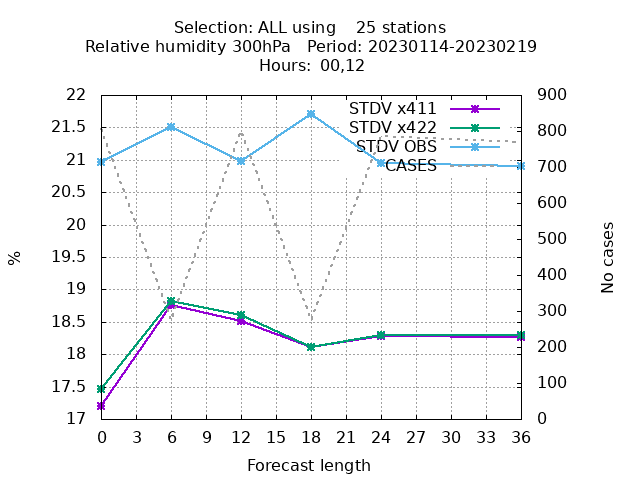 Selection: ALL using    25 stations
Relative humidity 300hPa   Period: 20230114-20230219
Hours:  00,12
STDV x411
STDV x422
STDV OBS
CASES
22
21.5
21
20.5
20
19.5
19
18.5
18
17.5
17
900
800
700
600
500
400
300
200
100
0
%
No cases
0 3 6 9 12 15 18 21 24 27 30 33 36
Forecast length